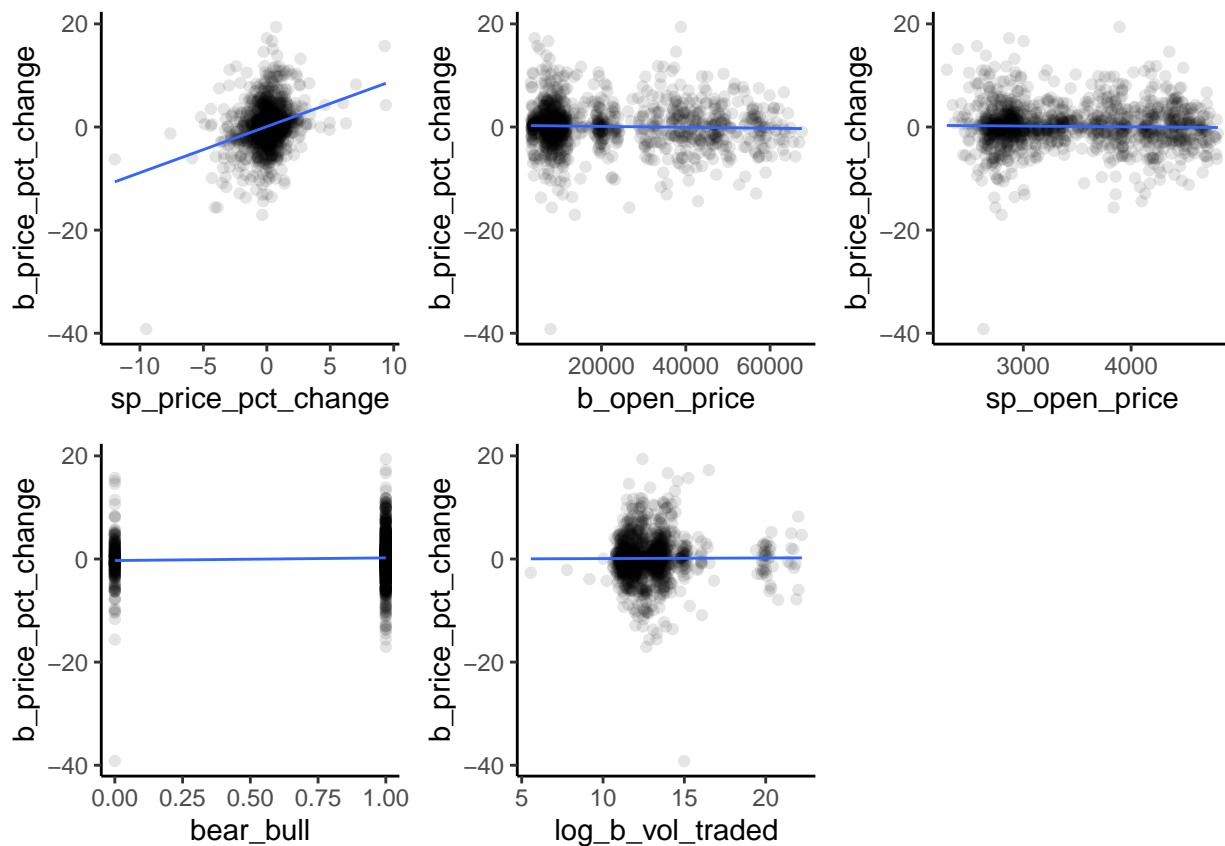 20
0
−20
−40
b_price_pct_change
−10 −5 0 5 10
sp_price_pct_change
20
0
−20
−40
b_price_pct_change
20000 40000 60000
b_open_price
20
0
−20
−40
b_price_pct_change
3000 4000
sp_open_price
20
0
−20
−40
b_price_pct_change
0.00 0.25 0.50 0.75 1.00
bear_bull
20
0
−20
−40
b_price_pct_change
5 10 15 20
log_b_vol_traded